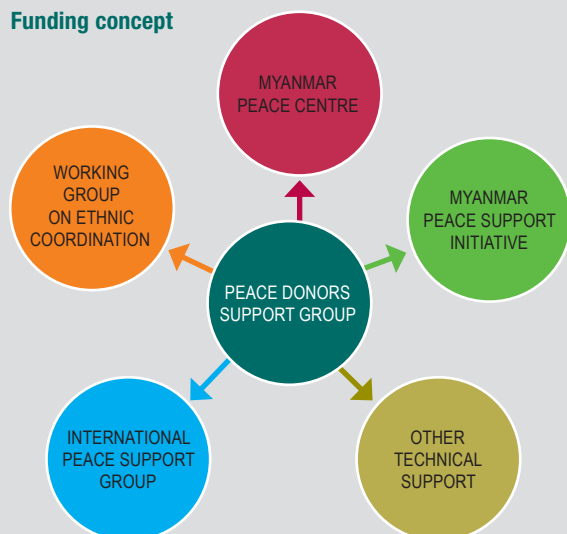 Funding concept
MYANMAR
PEACE CENTRE
WORKING
GROUP
ON ETHNIC
COORDINATION
MYANMAR
PEACE SUPPORT
INITIATIVE
PEACE DONORS
SUPPORT GROUP
INTERNATIONAL
PEACE SUPPORT
GROUP
OTHER
TECHNICAL
SUPPORT